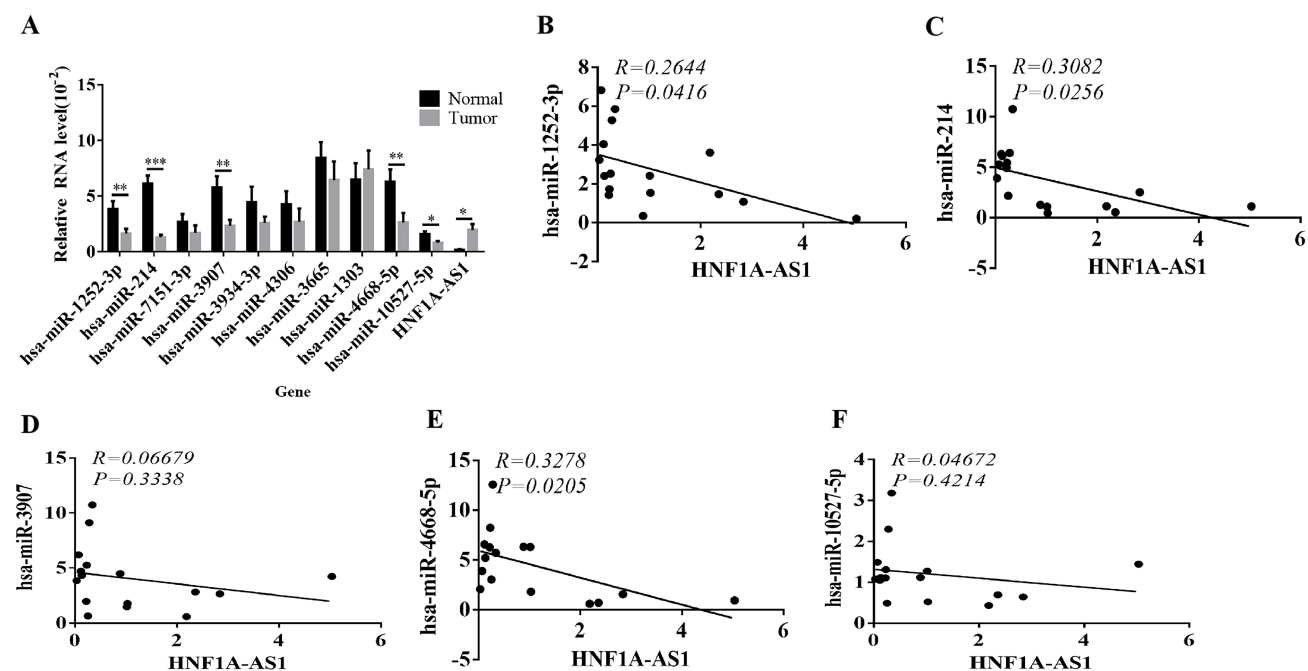 A
Relative RNA level(10⁻²)
15
10
5
0
Normal
Tumor
**
***
**
**
*
*
hsa-miR-1252-3p
hsa-miR-214
hsa-miR-7151-3p
hsa-miR-3907
hsa-miR-3934-3p
hsa-miR-4306
hsa-miR-3665
hsa-miR-1303
hsa-miR-4668-5p
hsa-miR-10527-5p
HNF1A-AS1
Gene
B
R=0.2644
P=0.0416
hsa-miR-1252-3p
8
6
4
2
0
-2
2
4
6
HNF1A-AS1
C
R=0.3082
P=0.0256
hsa-miR-214
15
10
5
0
-5
2
4
6
HNF1A-AS1
D
R=0.06679
P=0.3338
hsa-miR-3907
15
10
5
0
0
2
4
6
HNF1A-AS1
E
R=0.3278
P=0.0205
hsa-miR-4668-5p
15
10
5
0
-5
2
4
6
HNF1A-AS1
F
R=0.04672
P=0.4214
hsa-miR-10527-5p
4
3
2
1
0
0
2
4
6
HNF1A-AS1